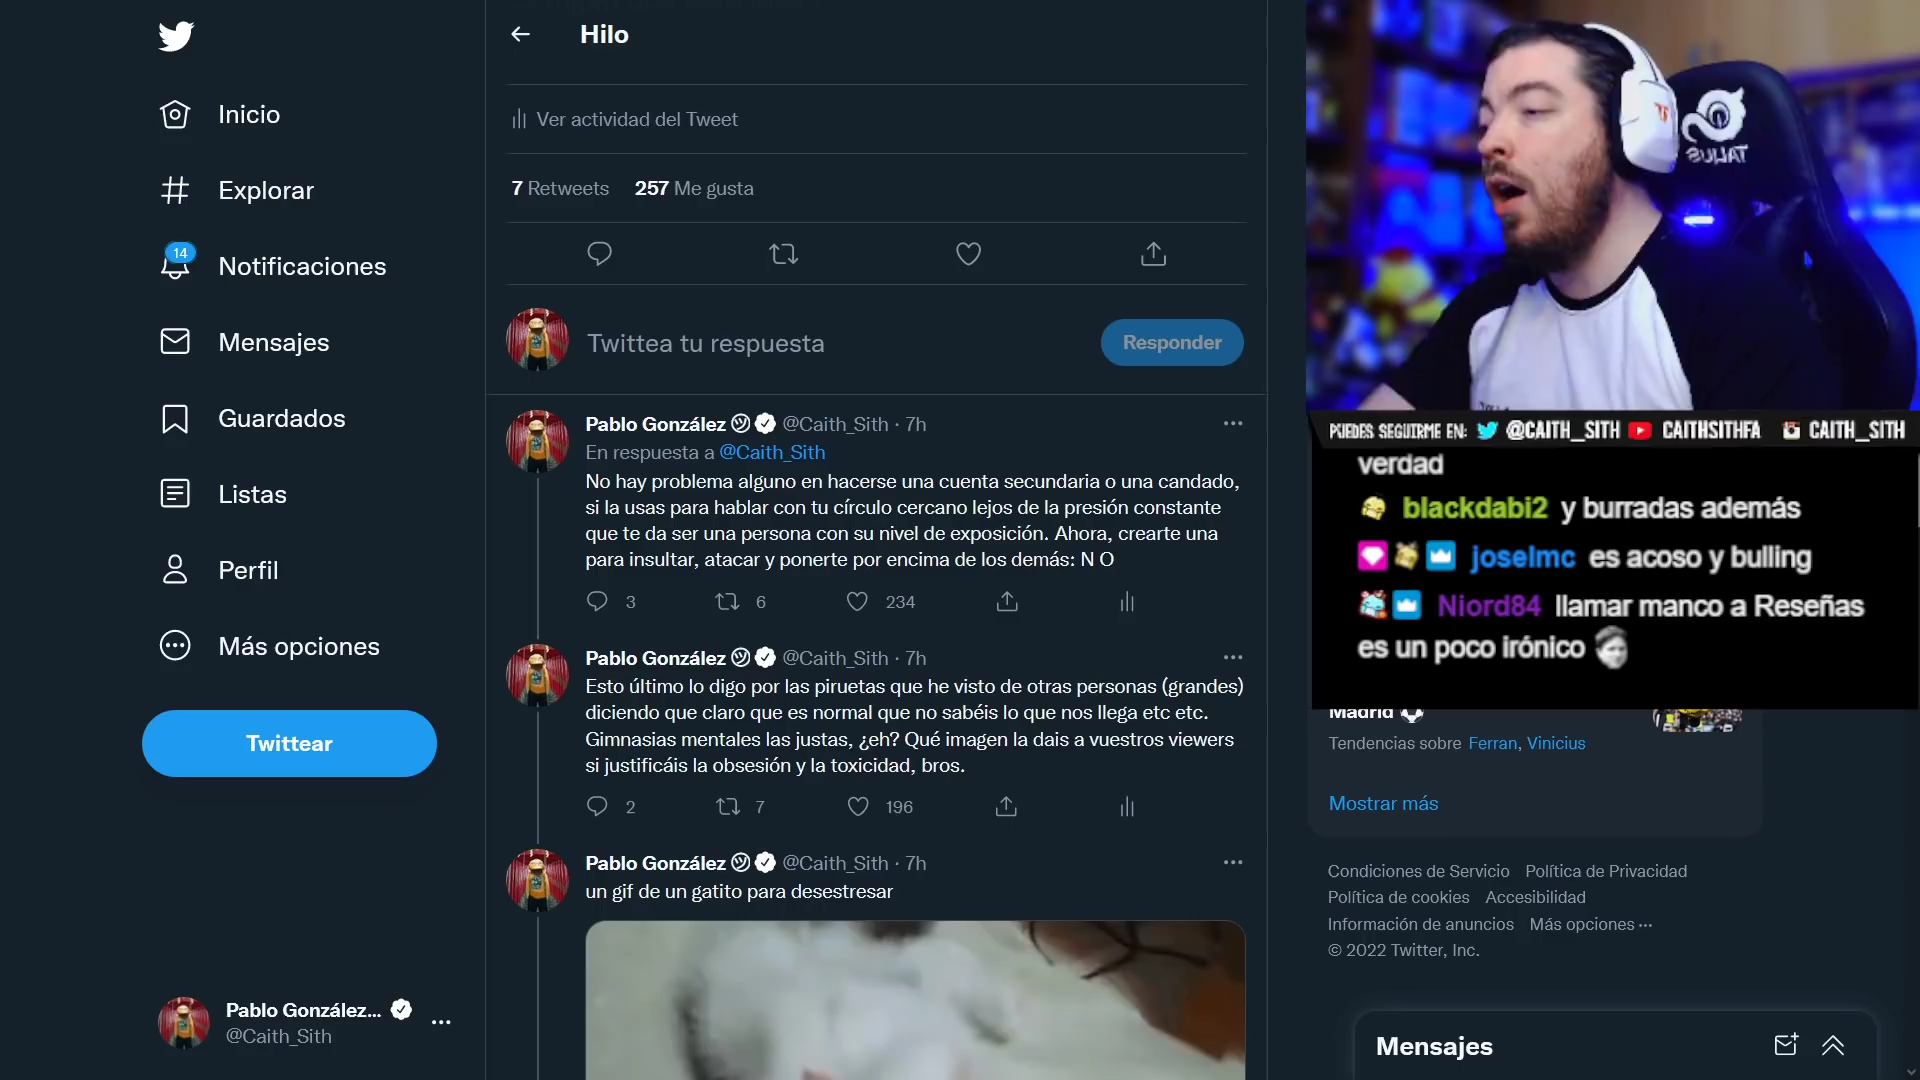 Inicio
Explorar
14
Notificaciones
Mensajes
Guardados
Listas
Perfil
Más opciones
Twittear
Pablo González...
@Caith_Sith
Hilo
Ver actividad del Tweet
7 Retweets 257 Me gusta
Twittea tu respuesta
Responder
Pablo González @Caith_Sith · 7h
En respuesta a @Caith_Sith
No hay problema alguno en hacerse una cuenta secundaria o una candado,
si la usas para hablar con tu círculo cercano lejos de la presión constante
que te da ser una persona con su nivel de exposición. Ahora, crearte una
para insultar, atacar y ponerte por encima de los demás: N O
3 6 234
Pablo González @Caith_Sith · 7h
Esto último lo digo por las piruetas que he visto de otras personas (grandes)
diciendo que claro que es normal que no sabéis lo que nos llega etc etc.
Gimnasias mentales las justas, ¿eh? Qué imagen la dais a vuestros viewers
si justificáis la obsesión y la toxicidad, bros.
2 7 196
Pablo González @Caith_Sith · 7h
un gif de un gatito para desestresar
PUEDES SEGUIRME EN: @CAITH_SITH CAITHSITHFA CAITH_SITH
verdad
blackdabi2 y burradas además
joselmc es acoso y bulling
Niord84 llamar manco a Reseñas
es un poco irónico
Madrid
Tendencias sobre Ferran, Vinicius
Mostrar más
Condiciones de Servicio Política de Privacidad
Política de cookies Accesibilidad
Información de anuncios Más opciones ···
© 2022 Twitter, Inc.
Mensajes